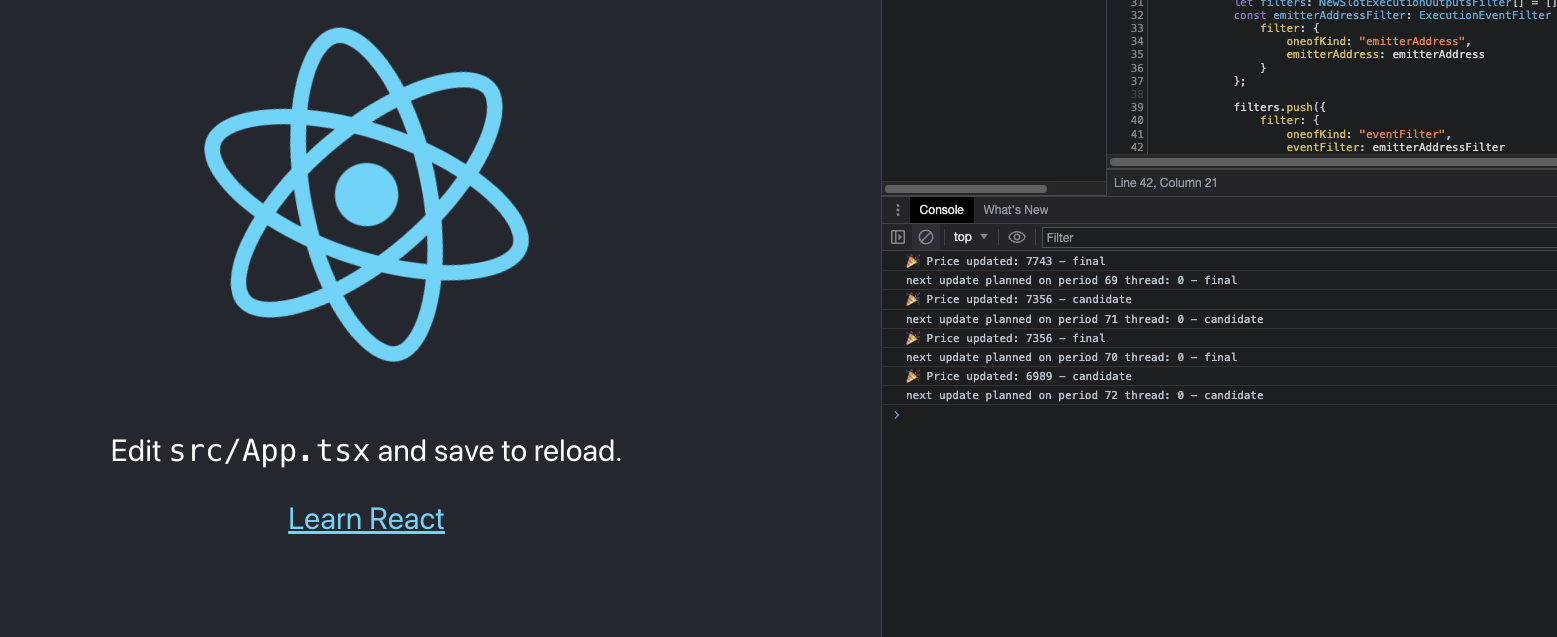 Edit src/App.tsx and save to reload.
Learn React
31 let filters: NewSlotExecutionOutputsFilter[] = []
32 const emitterAddressFilter: ExecutionEventFilter
33 filter: {
34 oneofKind: "emitterAddress",
35 emitterAddress: emitterAddress
36 }
37 };
38
39 filters.push({
40 filter: {
41 oneofKind: "eventFilter",
42 eventFilter: emitterAddressFilter
Line 42, Column 21
Console What's New
top Filter
🎉 Price updated: 7743 – final
next update planned on period 69 thread: 0 – final
🎉 Price updated: 7356 – candidate
next update planned on period 71 thread: 0 – candidate
🎉 Price updated: 7356 – final
next update planned on period 70 thread: 0 – final
🎉 Price updated: 6989 – candidate
next update planned on period 72 thread: 0 – candidate
>